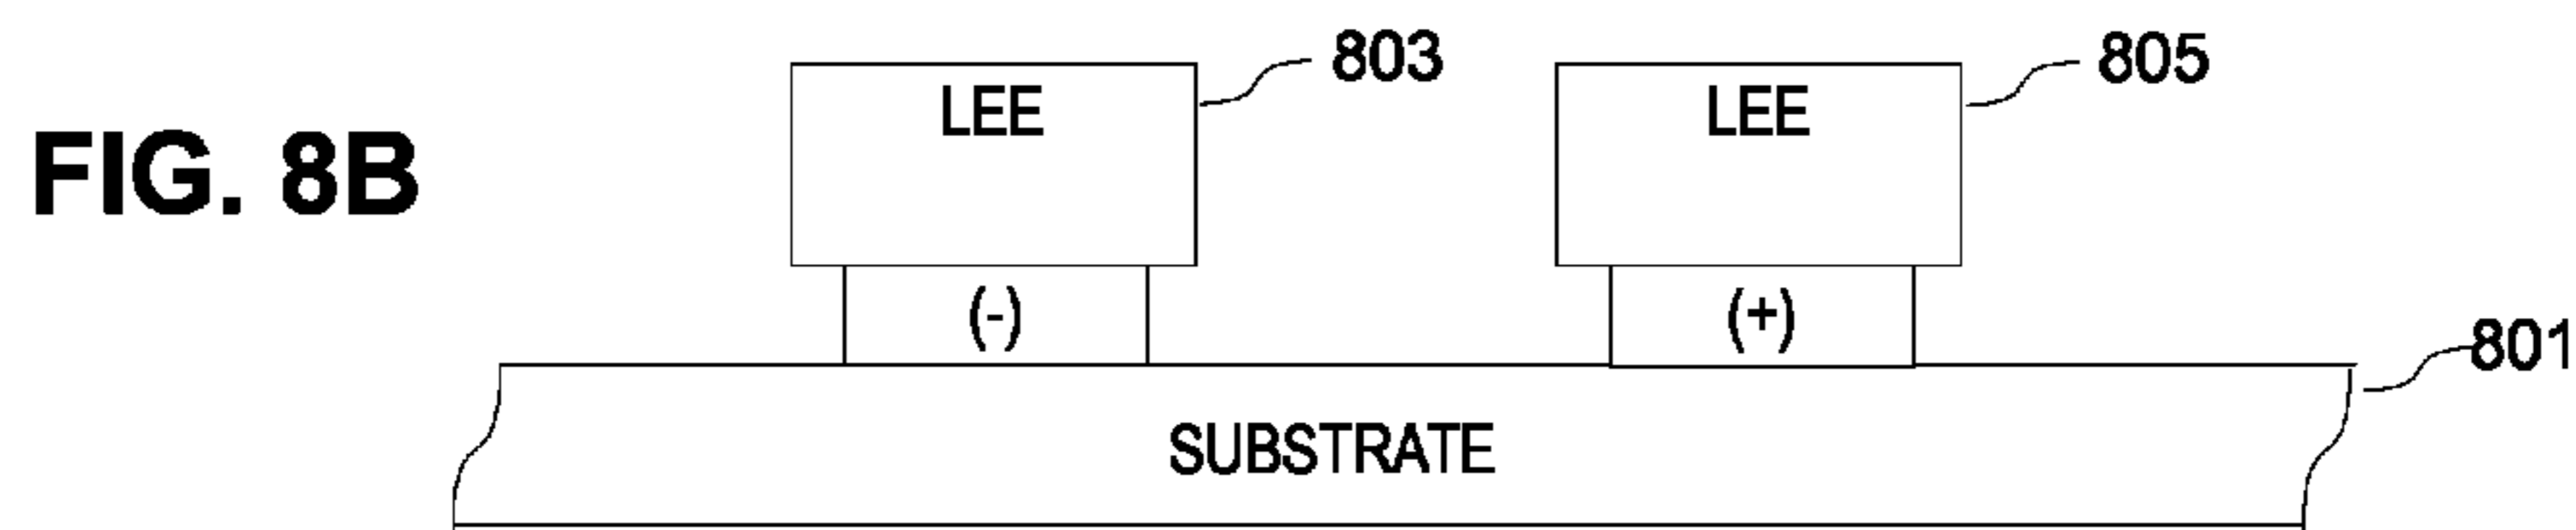 803
805
LEE
LEE
FIG. 8B
(-)
(+)
801
SUBSTRATE